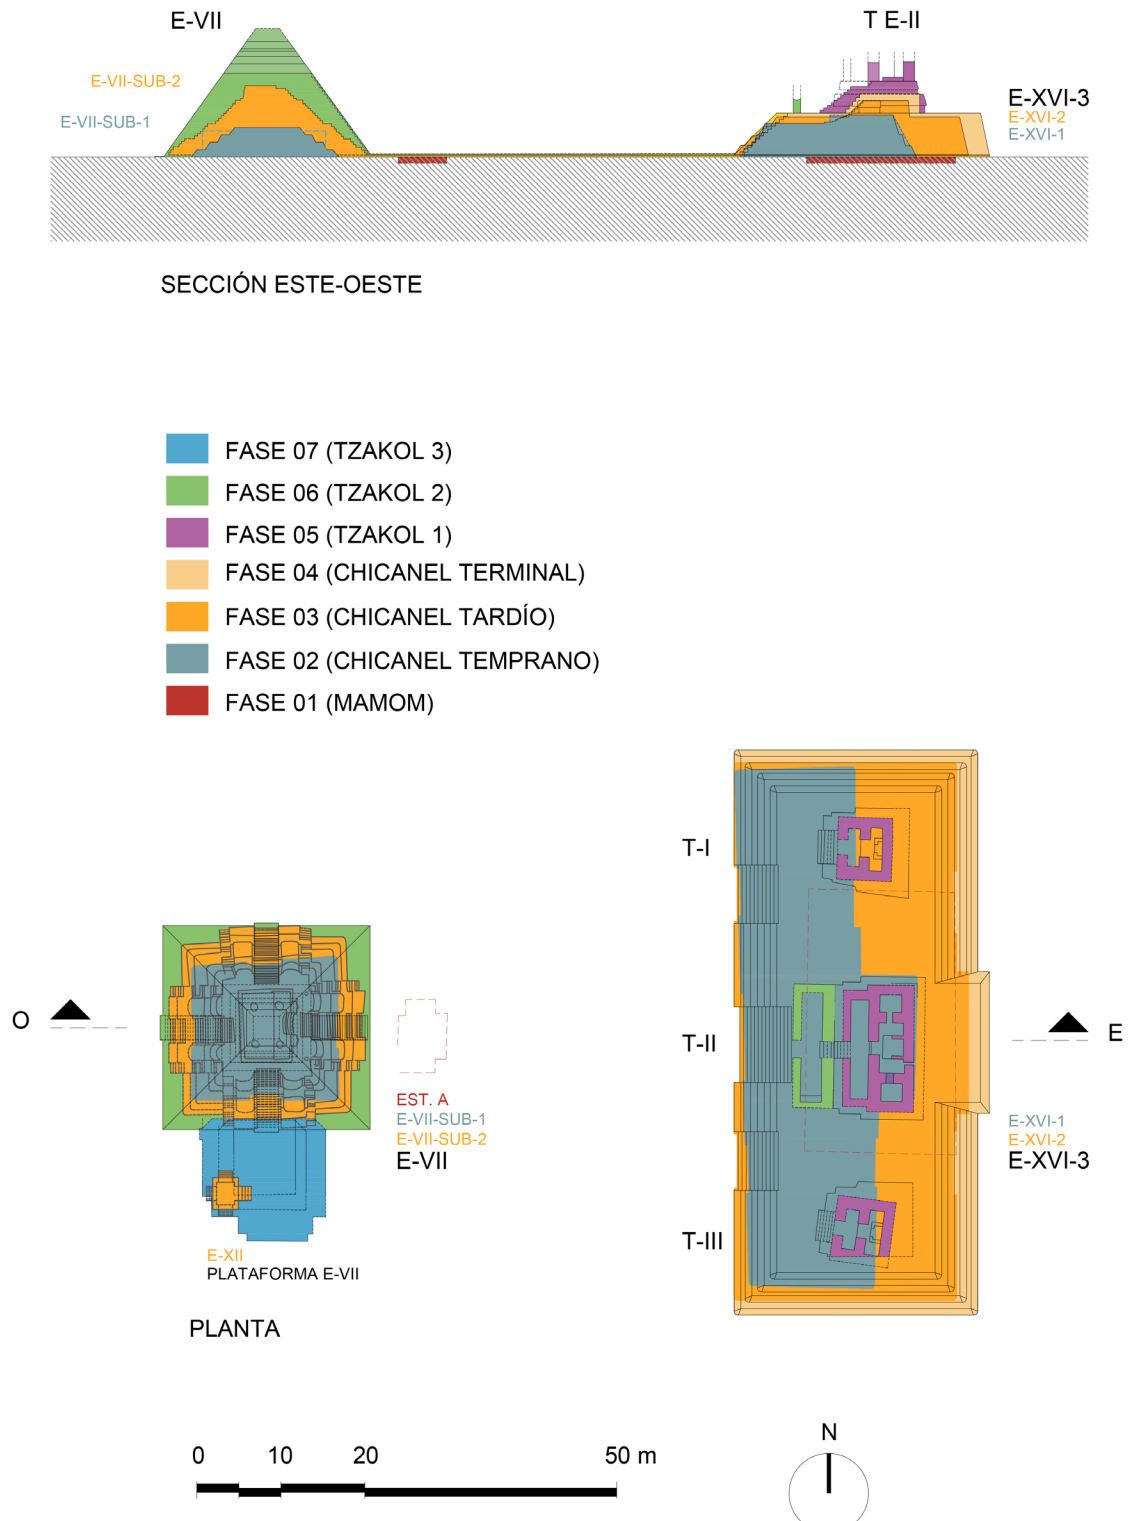 E-VII
T E-II
E-VII-SUB-2
E-VII-SUB-1
E-XVI-3
E-XVI-2
E-XVI-1
SECCIÓN ESTE-OESTE
FASE 07 (TZAKOL 3)
FASE 06 (TZAKOL 2)
FASE 05 (TZAKOL 1)
FASE 04 (CHICANEL TERMINAL)
FASE 03 (CHICANEL TARDÍO)
FASE 02 (CHICANEL TEMPRANO)
FASE 01 (MAMOM)
T-I
O
T-II
E
EST. A
E-VII-SUB-1
E-VII-SUB-2
E-VII
E-XVI-1
E-XVI-2
E-XVI-3
T-III
E-XII
PLATAFORMA E-VII
PLANTA
0 10 20 50 m
N